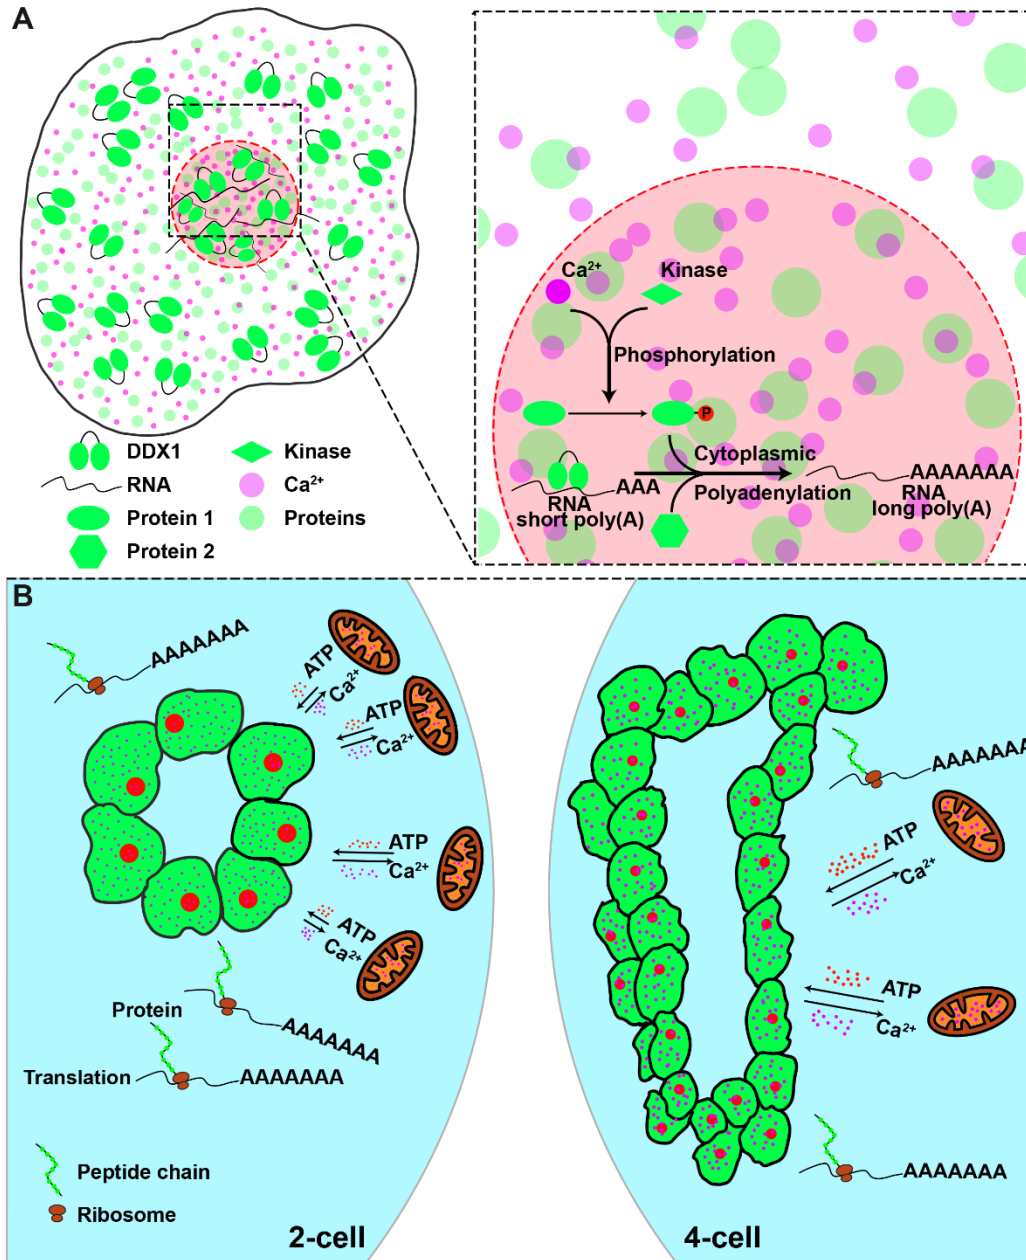 A
Ca²⁺
Kinase
Phosphorylation
P
Cytoplasmic
Polyadenylation
AAA
RNA
short poly(A)
AAAAAAA
RNA
long poly(A)
DDX1
Kinase
RNA
Ca²⁺
Protein 1
Proteins
Protein 2
B
AAAAAAA
ATP
Ca²⁺
ATP
Ca²⁺
ATP
Ca²⁺
ATP
Ca²⁺
Protein
AAAAAAA
Translation
AAAAAAA
Peptide chain
Ribosome
2-cell
AAAAAAA
ATP
Ca²⁺
ATP
Ca²⁺
AAAAAAA
4-cell